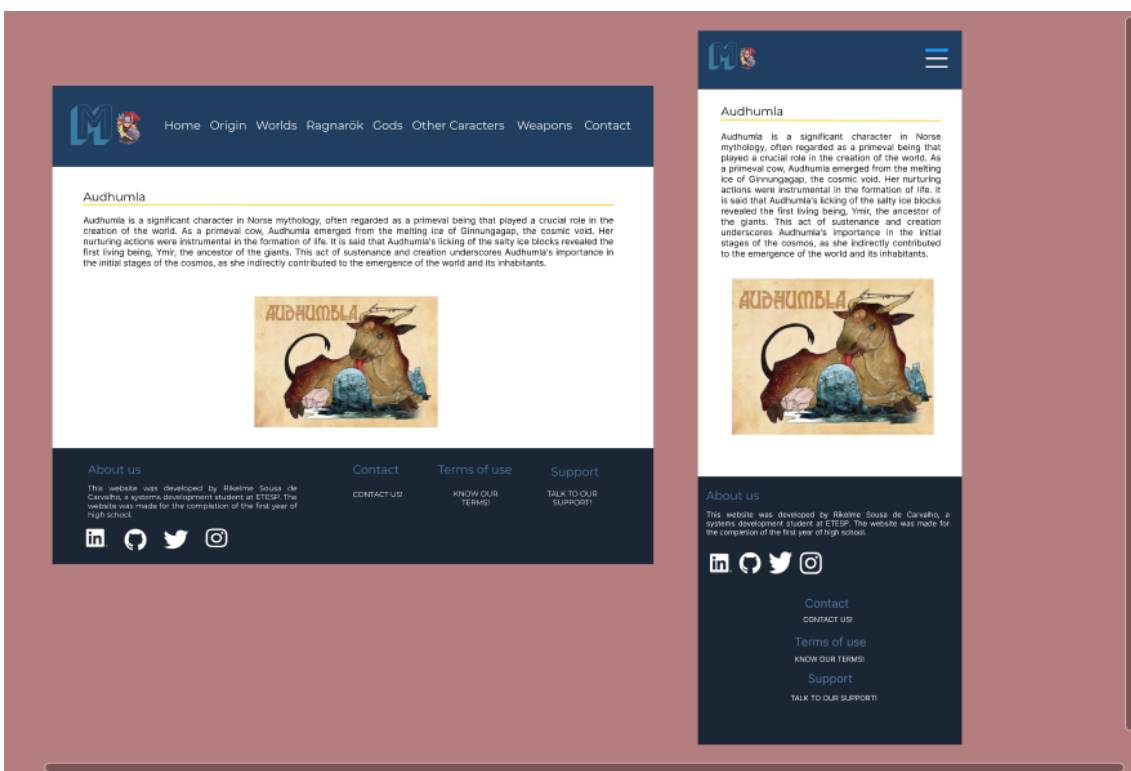 M
Home Origin Worlds Ragnarök Gods Other Caracters Weapons Contact
Audhumla
Audhumla is a significant character in Norse mythology, often regarded as a primeval being that played a crucial role in the
creation of the world. As a primeval cow, Audhumla emerged from the melting ice of Ginnungagap, the cosmic void. Her
nurturing actions were instrumental in the formation of life. It is said that Audhumla's licking of the salty ice blocks revealed the
first living being, Ymir, the ancestor of the giants. This act of sustenance and creation underscores Audhumla's importance in
the initial stages of the cosmos, as she indirectly contributed to the emergence of the world and its inhabitants.
AUDHUMBLA
About us
This website was developed by Rikelme Sousa de
Carvalho, a systems development student at ETESP. The
website was made for the completion of the first year of
high school.
in
Contact
CONTACT US!
Terms of use
KNOW OUR
TERMS!
Support
TALK TO OUR
SUPPORT!
M
Audhumla
Audhumla is a significant character in Norse
mythology, often regarded as a primeval being that
played a crucial role in the creation of the world. As
a primeval cow, Audhumla emerged from the melting
ice of Ginnungagap, the cosmic void. Her nurturing
actions were instrumental in the formation of life. It
is said that Audhumla's licking of the salty ice blocks
revealed the first living being, Ymir, the ancestor of
the giants. This act of sustenance and creation
underscores Audhumla's importance in the initial
stages of the cosmos, as she indirectly contributed
to the emergence of the world and its inhabitants.
AUDHUMBLA
About us
This website was developed by Rikelme Sousa de Carvalho, a
systems development student at ETESP. The website was made for
the completion of the first year of high school.
in
Contact
CONTACT US!
Terms of use
KNOW OUR TERMS!
Support
TALK TO OUR SUPPORT!